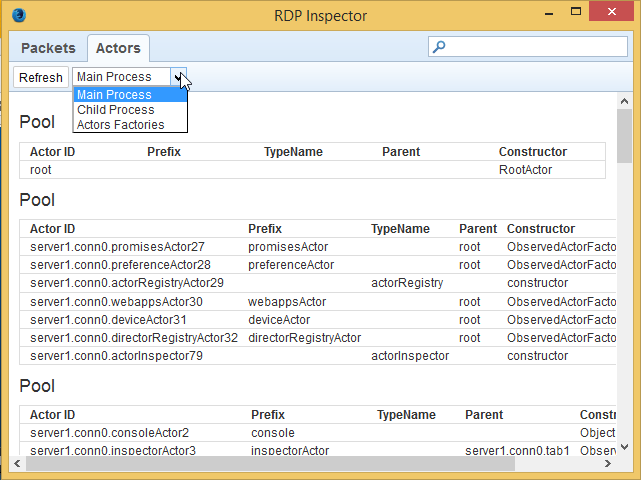 RDP Inspector
Packets Actors
Refresh Main Process
Main Process
Child Process
Actors Factories
Pool
Actor ID Prefix TypeName Parent Constructor
root RootActor
Pool
Actor ID Prefix TypeName Parent Constructor
server1.conn0.promisesActor27 promisesActor root ObservedActorFacto
server1.conn0.preferenceActor28 preferenceActor root ObservedActorFacto
server1.conn0.actorRegistryActor29 actorRegistry constructor
server1.conn0.webappsActor30 webappsActor root ObservedActorFacto
server1.conn0.deviceActor31 deviceActor root ObservedActorFacto
server1.conn0.directorRegistryActor32 directorRegistryActor root ObservedActorFacto
server1.conn0.actorInspector79 actorInspector constructor
Pool
Actor ID Prefix TypeName Parent Constru
server1.conn0.consoleActor2 console Object
server1.conn0.inspectorActor3 inspectorActor server1.conn0.tab1 Observe